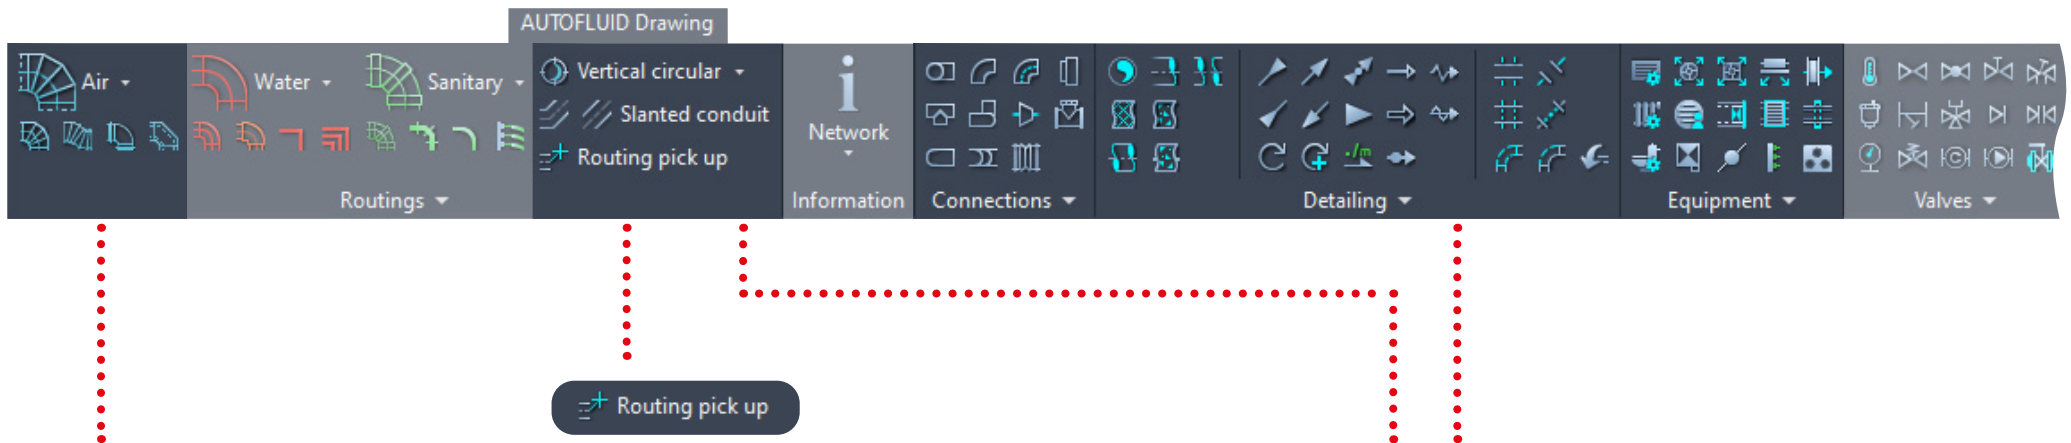 AUTOFLUID Drawing
Air
Water
Sanitary
Vertical circular
Slanted conduit
Routing pick up
Network
Routings
Information
Connections
Detailing
Equipment
Valves
Routing pick up